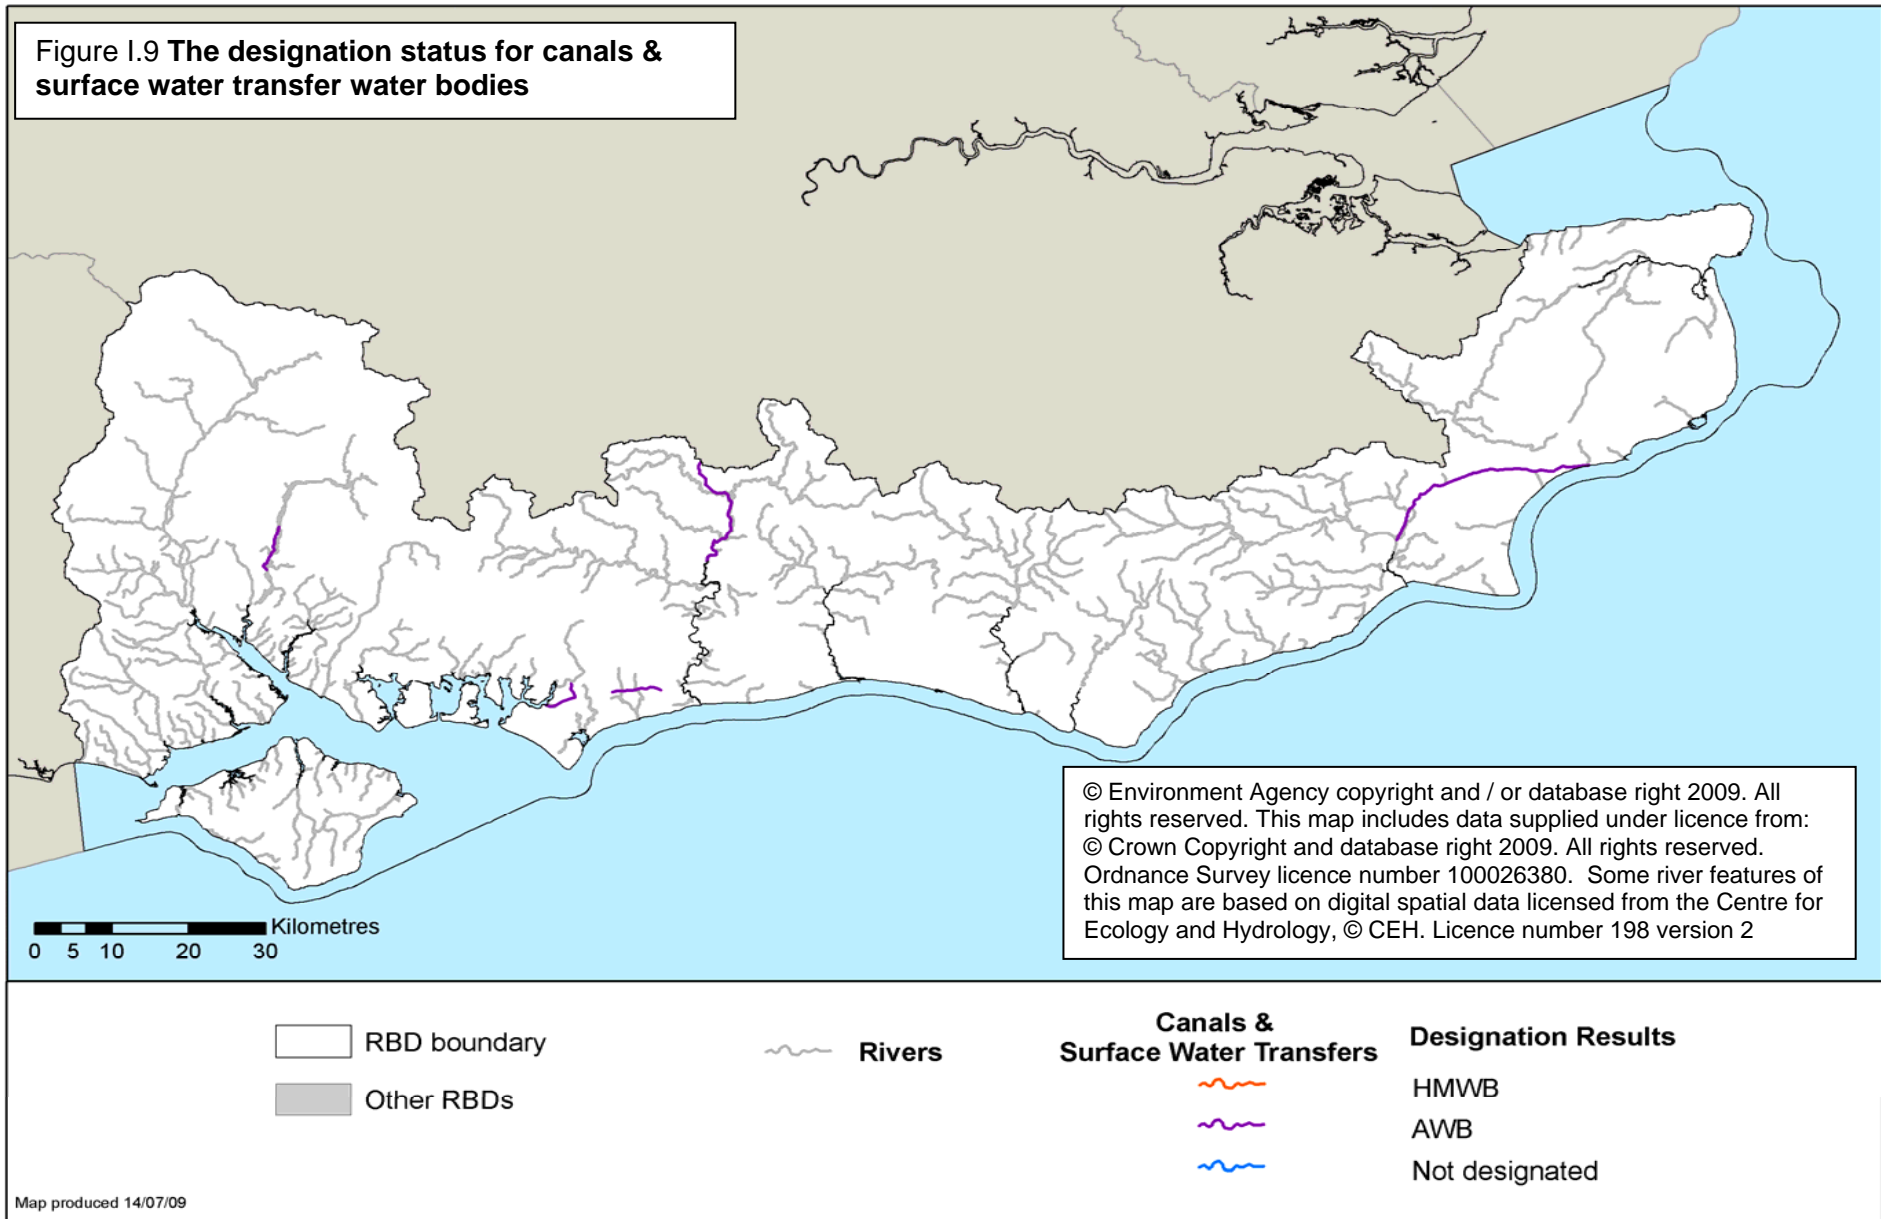 Figure I.9 The designation status for canals &
surface water transfer water bodies
© Environment Agency copyright and / or database right 2009. All
rights reserved. This map includes data supplied under licence from:
© Crown Copyright and database right 2009. All rights reserved.
Ordnance Survey licence number 100026380.  Some river features of
this map are based on digital spatial data licensed from the Centre for
Ecology and Hydrology, © CEH. Licence number 198 version 2
Kilometres
0 5 10 20 30
RBD boundary
Other RBDs
Rivers
Canals &
Surface Water Transfers
Designation Results
HMWB
AWB
Not designated
Map produced 14/07/09